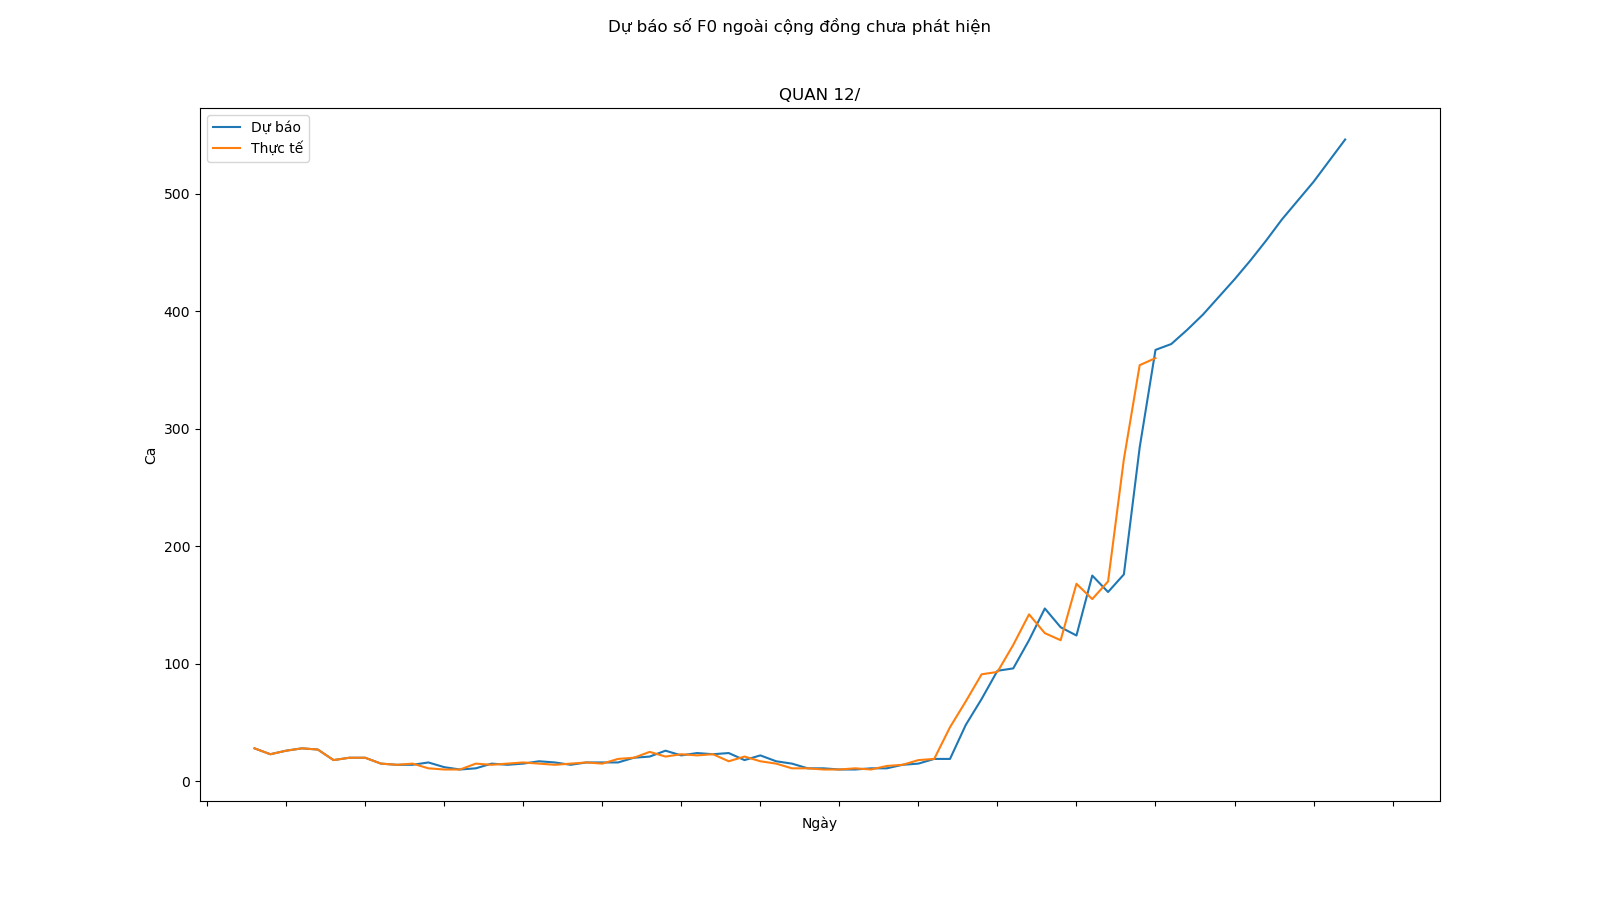 Dự báo số F0 ngoài cộng đồng chưa phát hiện
QUAN 12/
Dự báo
Thực tế
500
400
300
200
100
0
Ca
Ngày